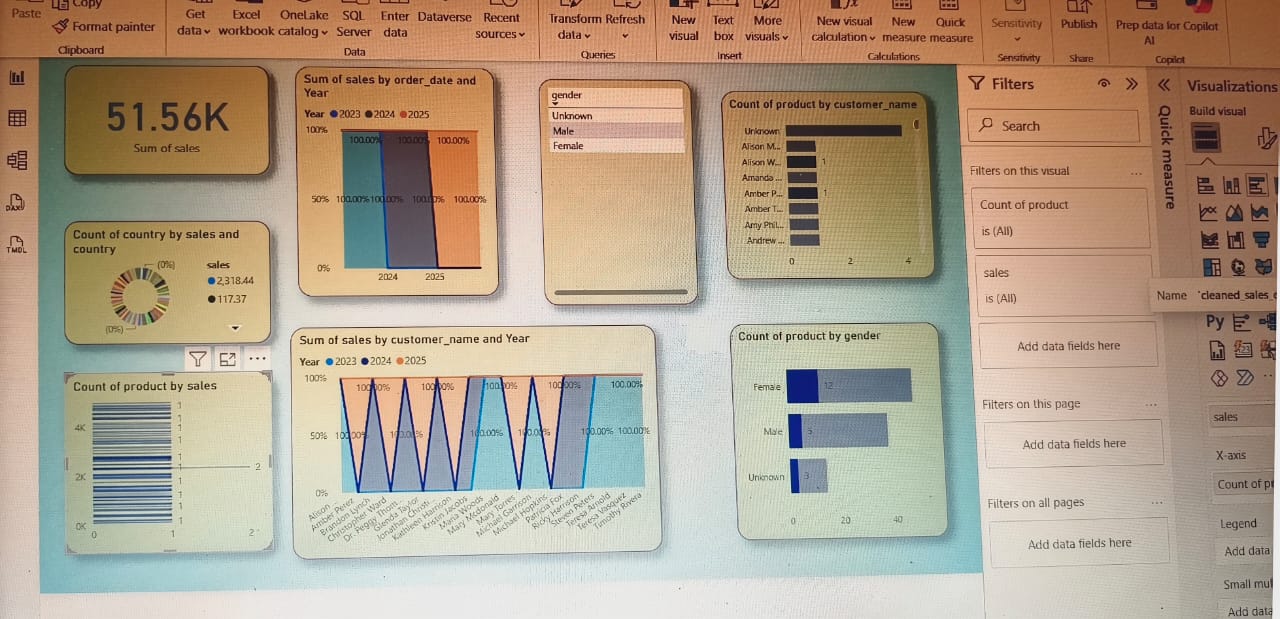 Paste
Copy
Format painter
Clipboard
Get data
Excel workbook
OneLake catalog
SQL Server
Enter data
Dataverse
Recent sources
Data
Transform data
Refresh
Queries
New visual
Text box
More visuals
Insert
New visual calculation
New measure
Quick measure
Calculations
Sensitivity
Sensitivity
Publish
Share
Prep data for AI
Copilot
Copilot
51.56K
Sum of sales
Sum of sales by order_date and
Year
Year 2023 2024 2025
100%
100.00% 100.00% 100.00%
50% 100.00% 100.00% 100.00% 100.00%
0%
2024 2025
gender
Unknown
Male
Female
Count of product by customer_name
Unknown
Alison M...
Alison W... 1
Amanda ...
Amber P... 1
Amber T...
Amy Phil...
Andrew ...
0 2 4
Count of country by sales and
country
(0%)
(0%)
sales
2,318.44
117.37
Count of product by sales
4K
2K
0K
1
1
1
1
1
2
1
1
1
0 1 2
Sum of sales by customer_name and Year
Year 2023 2024 2025
100%
100.00% 100.00% 100.00% 100.00% 100.00%
50% 100.00% 100.00% 100.00% 100.00% 100.00% 100.00%
0%
Alison
Amber Perez
Brandon Lynch
Christopher Ward
Dr. Peggy Thom...
Glenda Taylor
Jonathan Christi...
Kathleen Harrison
Kristin Jacobs
Maria Woods
Mary Mcdonald
Mary Torres
Michael Garrison
Michael Hopkins
Patricia Fox
Ricky Harrison
Steven Peters
Teresa Arnold
Teresa Vasquez
Timothy Rivera
Count of product by gender
Female 12
Male 5
Unknown 3
0 20 40
Filters
Search
Filters on this visual
Count of product
is (All)
sales
is (All)
Add data fields here
Filters on this page
Add data fields here
Filters on all pages
Add data fields here
Quick measure
Visualizations
Build visual
Name 'cleaned_sales_
Py
sales
X-axis
Count of pr
Legend
Add data
Small mul
Add data
DAX
TMDL